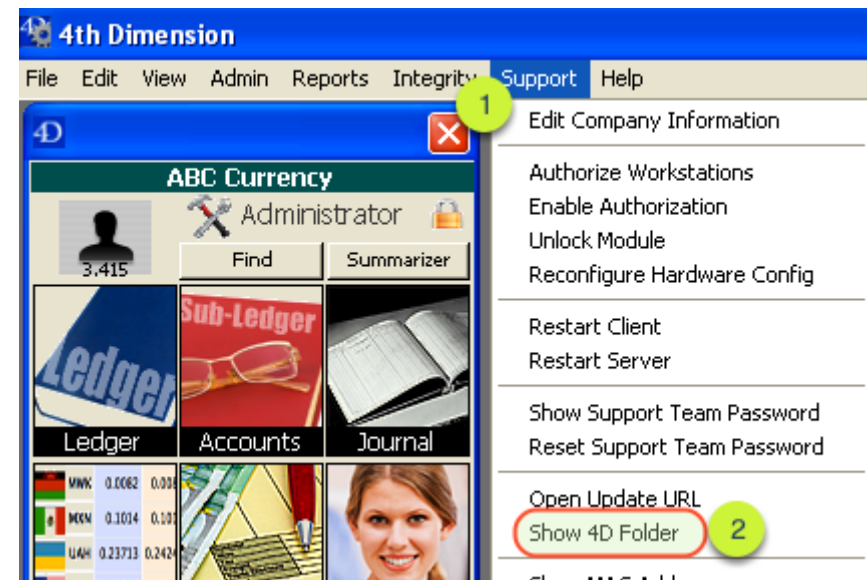 4th Dimension
File Edit View Admin Reports Integrity Support Help
1
4D
ABC Currency
Administrator
3.415
Find Summarizer
Ledger
Sub-Ledger
Ledger Accounts Journal
MWK 0.0082
MXN 0.1014
UAH 0.23713 0.2424
Edit Company Information
Authorize Workstations
Enable Authorization
Unlock Module
Reconfigure Hardware Config
Restart Client
Restart Server
Show Support Team Password
Reset Support Team Password
Open Update URL
Show 4D Folder 2